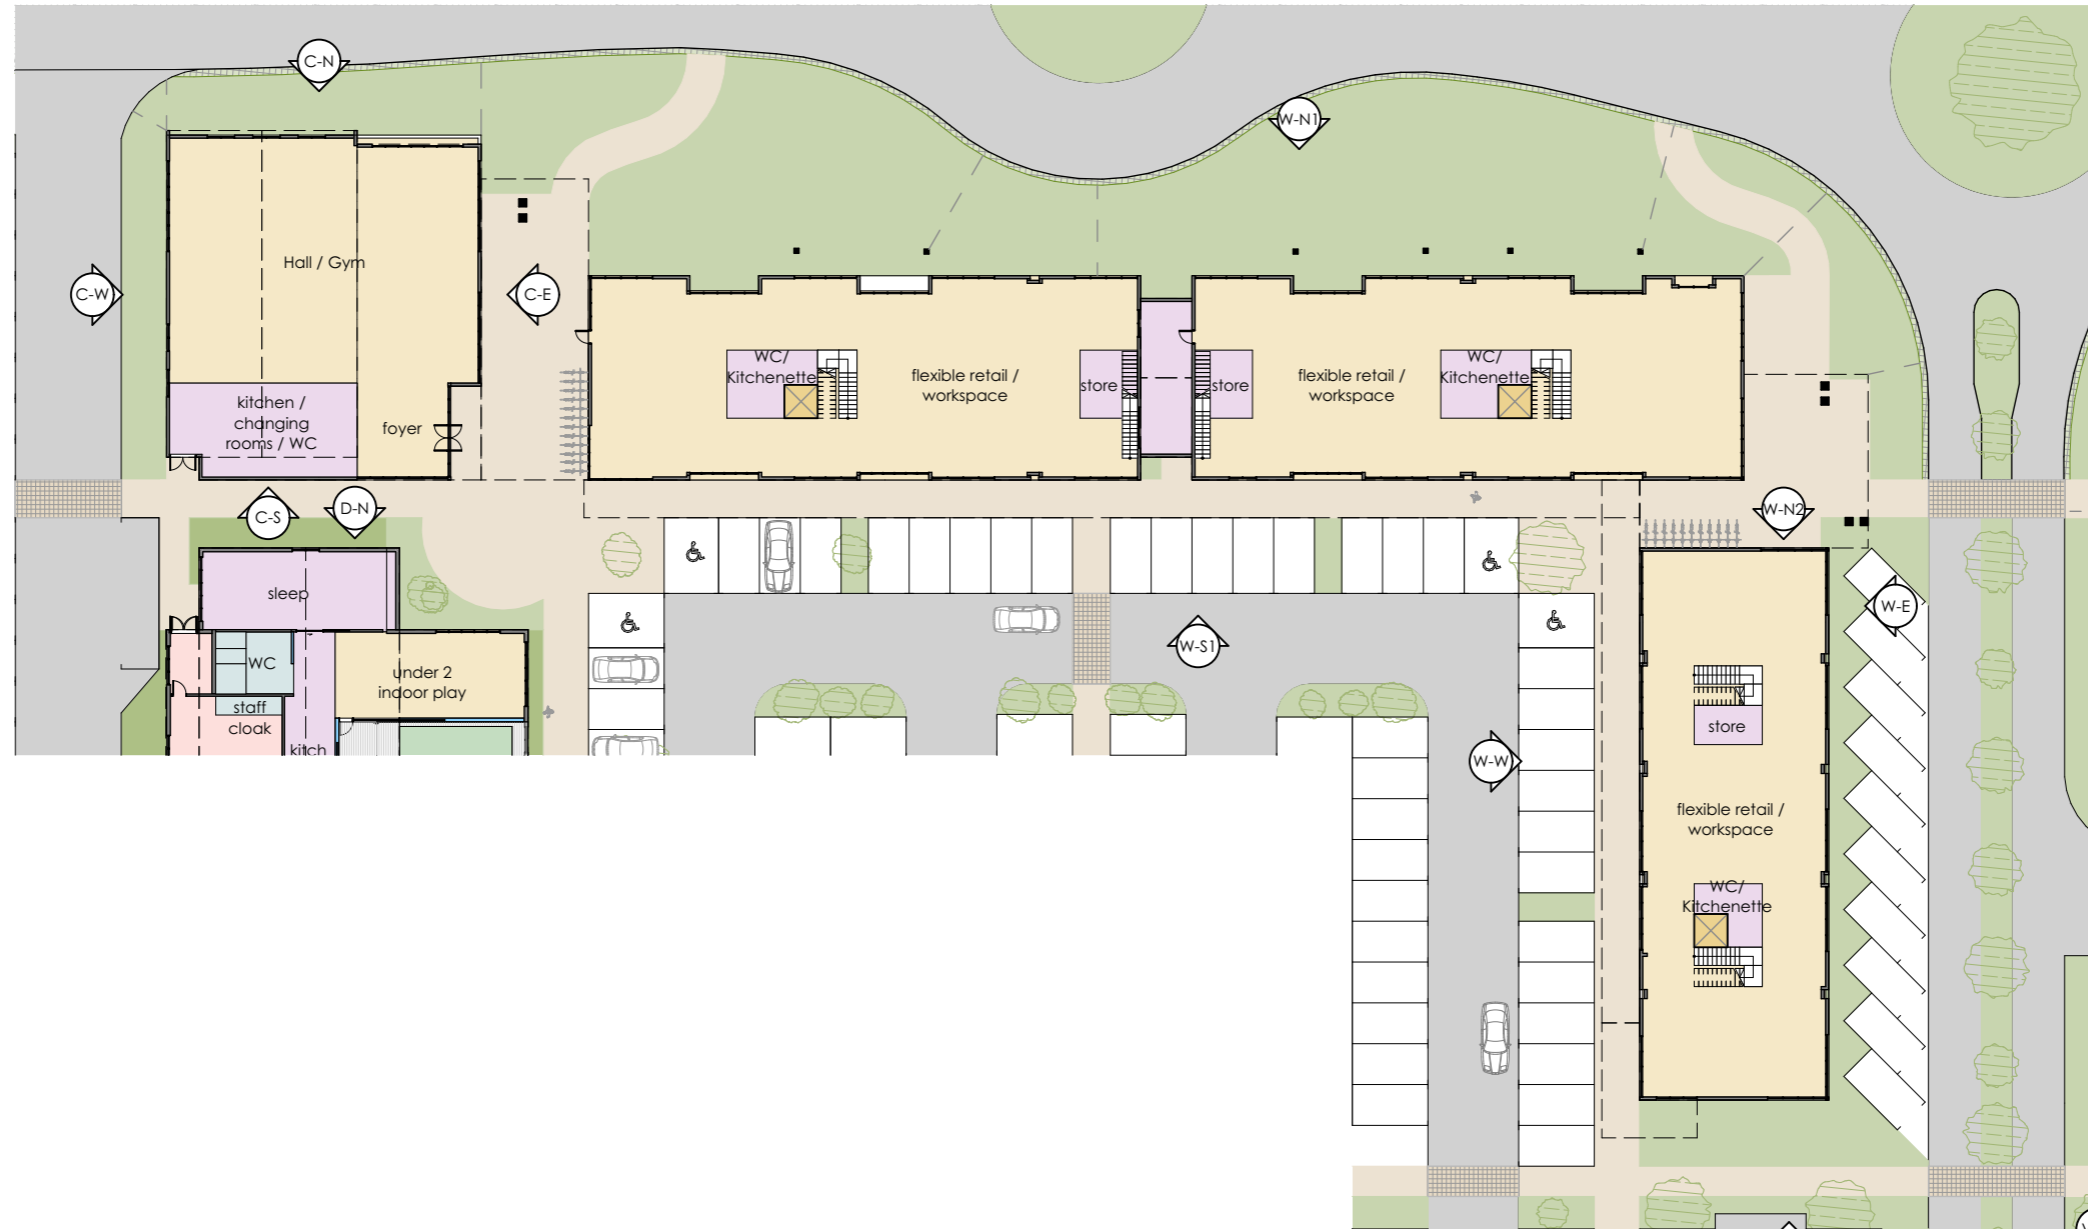 C-N
W-N1
Hall / Gym
C-W
C-E
WC/
Kitchenette
flexible retail /
workspace
store
store
flexible retail /
workspace
WC/
Kitchenette
kitchen /
changing
rooms / WC
foyer
C-S
D-N
W-N2
sleep
W-E
W-S1
WC
under 2
indoor play
staff
cloak
kitch
store
W-W
flexible retail /
workspace
WC/
Kitchenette